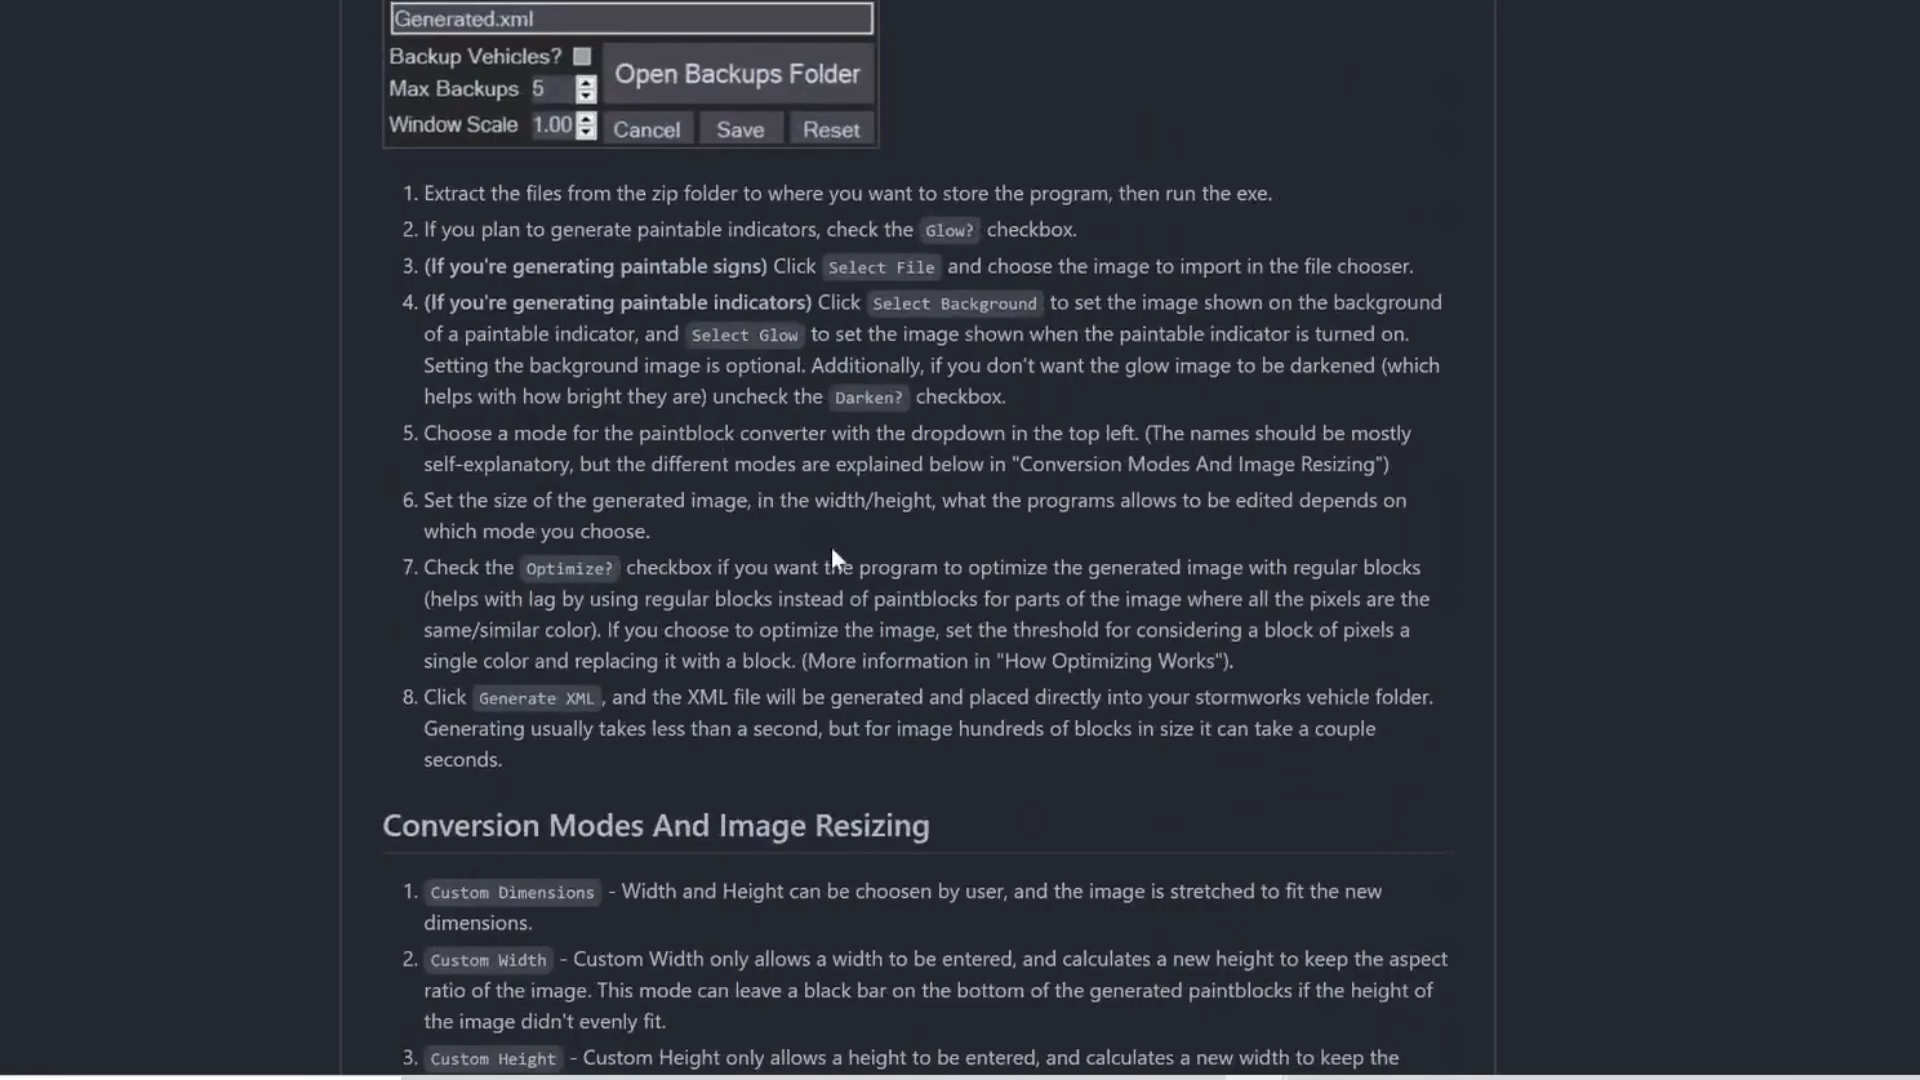 Generated.xml
Backup Vehicles?
Open Backups Folder
Max Backups 5
Window Scale 1.00
Cancel Save Reset
1. Extract the files from the zip folder to where you want to store the program, then run the exe.
2. If you plan to generate paintable indicators, check the Glow? checkbox.
3. (If you're generating paintable signs) Click Select File and choose the image to import in the file chooser.
4. (If you're generating paintable indicators) Click Select Background to set the image shown on the background
of a paintable indicator, and Select Glow to set the image shown when the paintable indicator is turned on.
Setting the background image is optional. Additionally, if you don't want the glow image to be darkened (which
helps with how bright they are) uncheck the Darken? checkbox.
5. Choose a mode for the paintblock converter with the dropdown in the top left. (The names should be mostly
self-explanatory, but the different modes are explained below in "Conversion Modes And Image Resizing")
6. Set the size of the generated image, in the width/height, what the programs allows to be edited depends on
which mode you choose.
7. Check the Optimize? checkbox if you want the program to optimize the generated image with regular blocks
(helps with lag by using regular blocks instead of paintblocks for parts of the image where all the pixels are the
same/similar color). If you choose to optimize the image, set the threshold for considering a block of pixels a
single color and replacing it with a block. (More information in "How Optimizing Works").
8. Click Generate XML, and the XML file will be generated and placed directly into your stormworks vehicle folder.
Generating usually takes less than a second, but for image hundreds of blocks in size it can take a couple
seconds.
Conversion Modes And Image Resizing
1. Custom Dimensions - Width and Height can be choosen by user, and the image is stretched to fit the new
dimensions.
2. Custom Width - Custom Width only allows a width to be entered, and calculates a new height to keep the aspect
ratio of the image. This mode can leave a black bar on the bottom of the generated paintblocks if the height of
the image didn't evenly fit.
3. Custom Height - Custom Height only allows a height to be entered, and calculates a new width to keep the